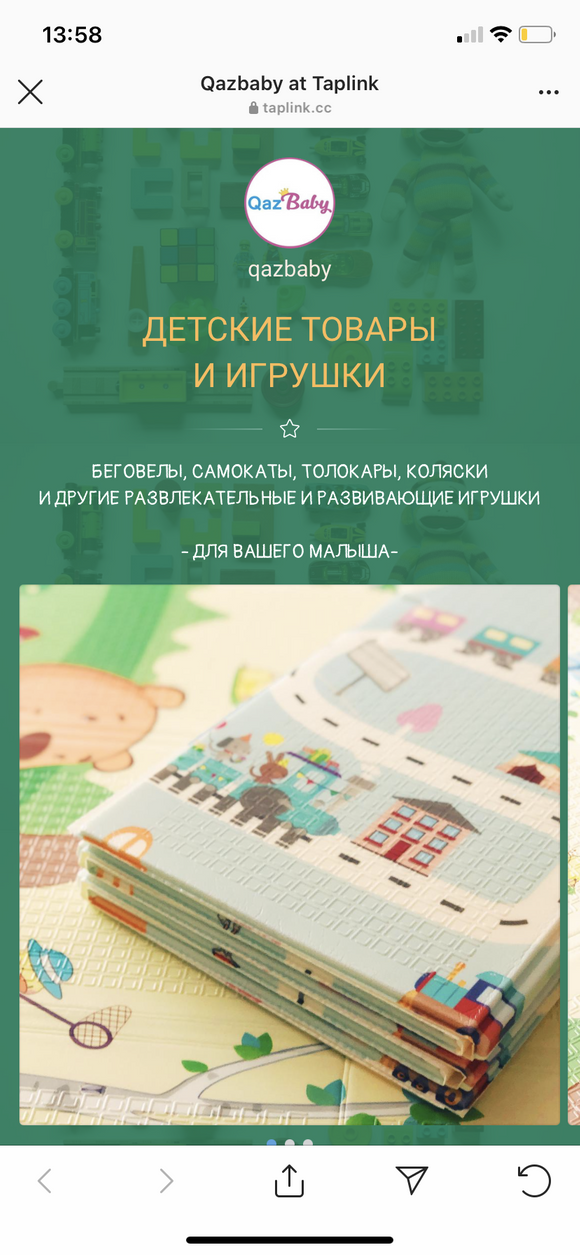 13:58
Qazbaby at Taplink
taplink.cc
QazBaby
qazbaby
ДЕТСКИЕ ТОВАРЫ
И ИГРУШКИ
БЕГОВЕЛЫ, САМОКАТЫ, ТОЛОКАРЫ, КОЛЯСКИ
И ДРУГИЕ РАЗВЛЕКАТЕЛЬНЫЕ И РАЗВИВАЮЩИЕ ИГРУШКИ
- ДЛЯ ВАШЕГО МАЛЫША-